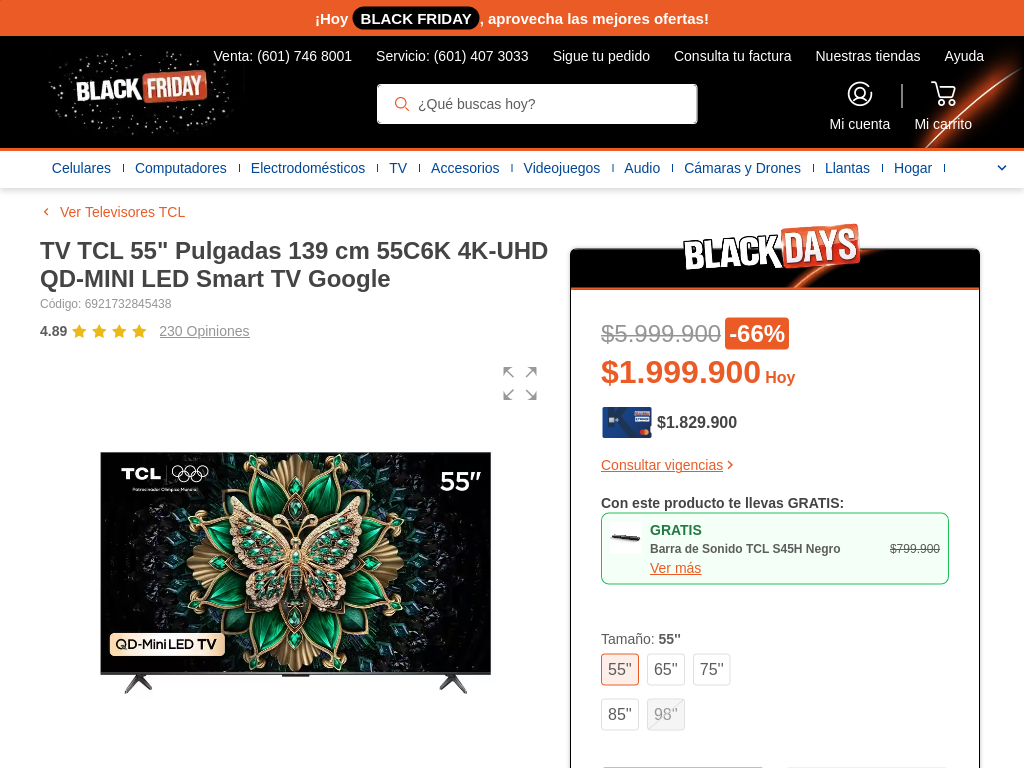 ¡Hoy BLACK FRIDAY, aprovecha las mejores ofertas!
Venta: (601) 746 8001 Servicio: (601) 407 3033 Sigue tu pedido Consulta tu factura Nuestras tiendas Ayuda
BLACK FRIDAY
¿Qué buscas hoy?
Mi cuenta Mi carrito
Celulares Computadores Electrodomésticos TV Accesorios Videojuegos Audio Cámaras y Drones Llantas Hogar
Ver Televisores TCL
TV TCL 55" Pulgadas 139 cm 55C6K 4K-UHD
QD-MINI LED Smart TV Google
Código: 6921732845438
4.89 230 Opiniones
TCL
Patrocinador Olímpico Mundial
55"
QD-Mini LED TV
BLACK DAYS
$5.999.900 -66%
$1.999.900 Hoy
$1.829.900
Consultar vigencias
Con este producto te llevas GRATIS:
GRATIS
Barra de Sonido TCL S45H Negro $799.900
Ver más
Tamaño: 55"
55" 65" 75"
85" 98"